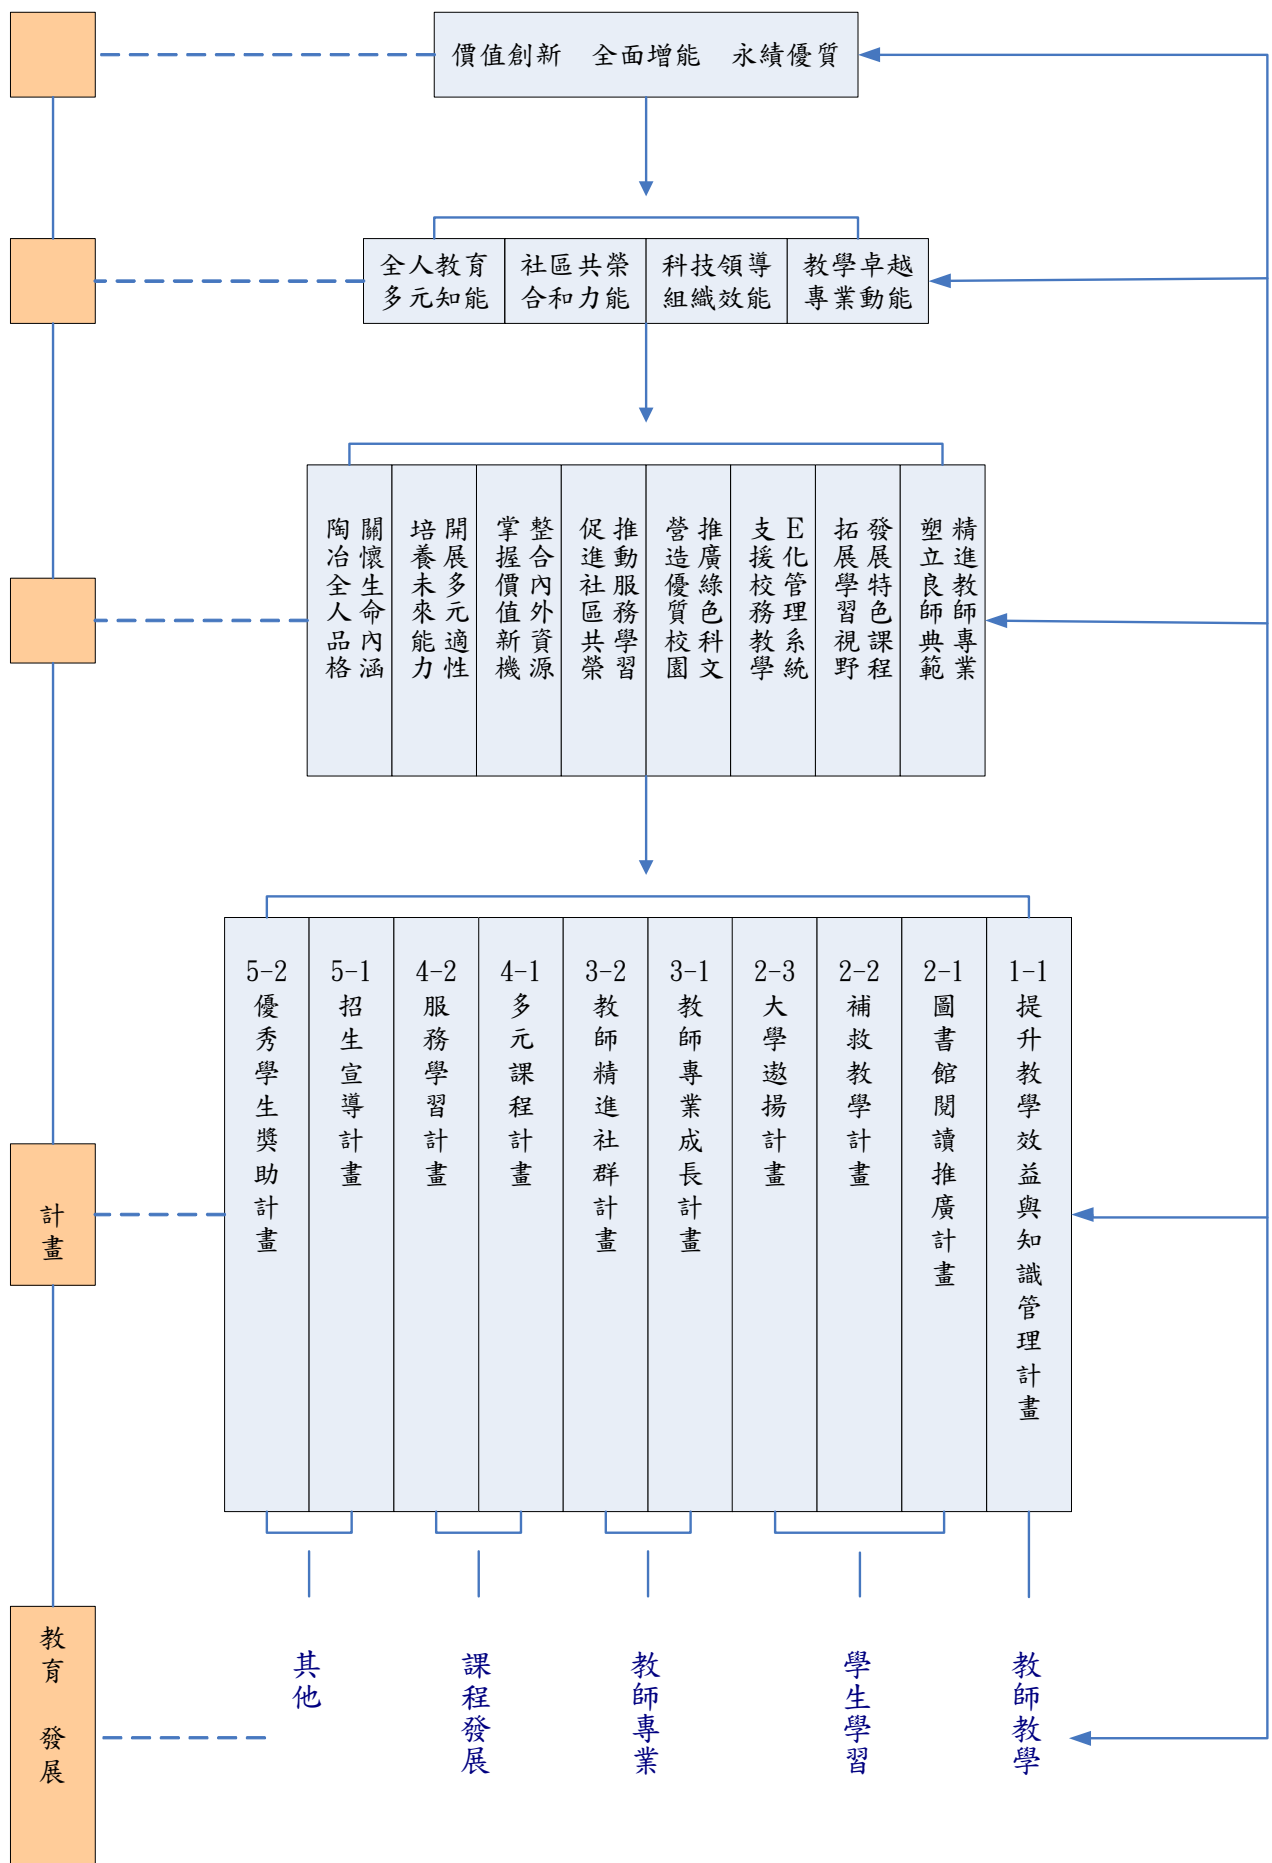 價值創新　全面增能　永績優質
全人教育
多元知能
社區共榮
合和力能
科技領導
組織效能
教學卓越
專業動能
精進教師專業
塑立良師典範
發展特色課程
拓展學習視野
E化管理系統
支援校務教學
推廣綠色科文
營造優質校園
推動服務學習
促進社區共榮
整合內外資源
掌握價值新機
開展多元適性
培養未來能力
關懷生命內涵
陶冶全人品格
計畫
1-1提升教學效益與知識管理計畫
2-1圖書館閱讀推廣計畫
2-2補救教學計畫
2-3大學遨揚計畫
3-1教師專業成長計畫
3-2教師精進社群計畫
4-1多元課程計畫
4-2服務學習計畫
5-1招生宣導計畫
5-2優秀學生獎助計畫
教育　發展
教師教學
學生學習
教師專業
課程發展
其他